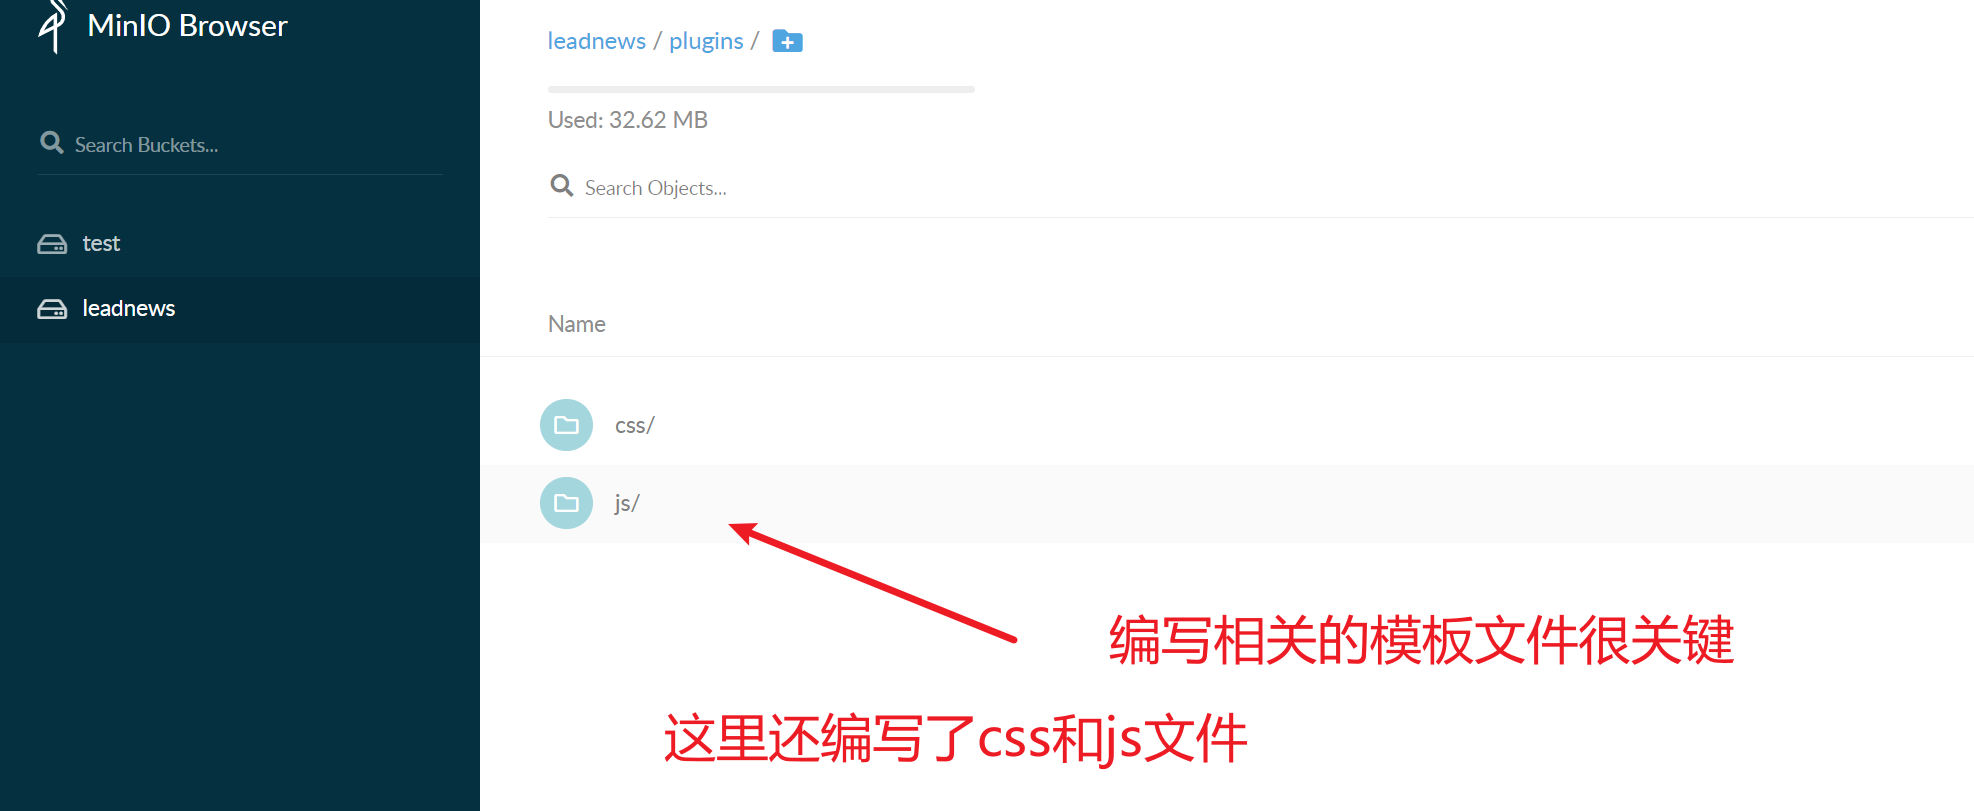 MinIO Browser
Search Buckets...
test
leadnews
leadnews / plugins /
Used: 32.62 MB
Search Objects...
Name
css/
js/
编写相关的模板文件很关键
这里还编写了css和js文件